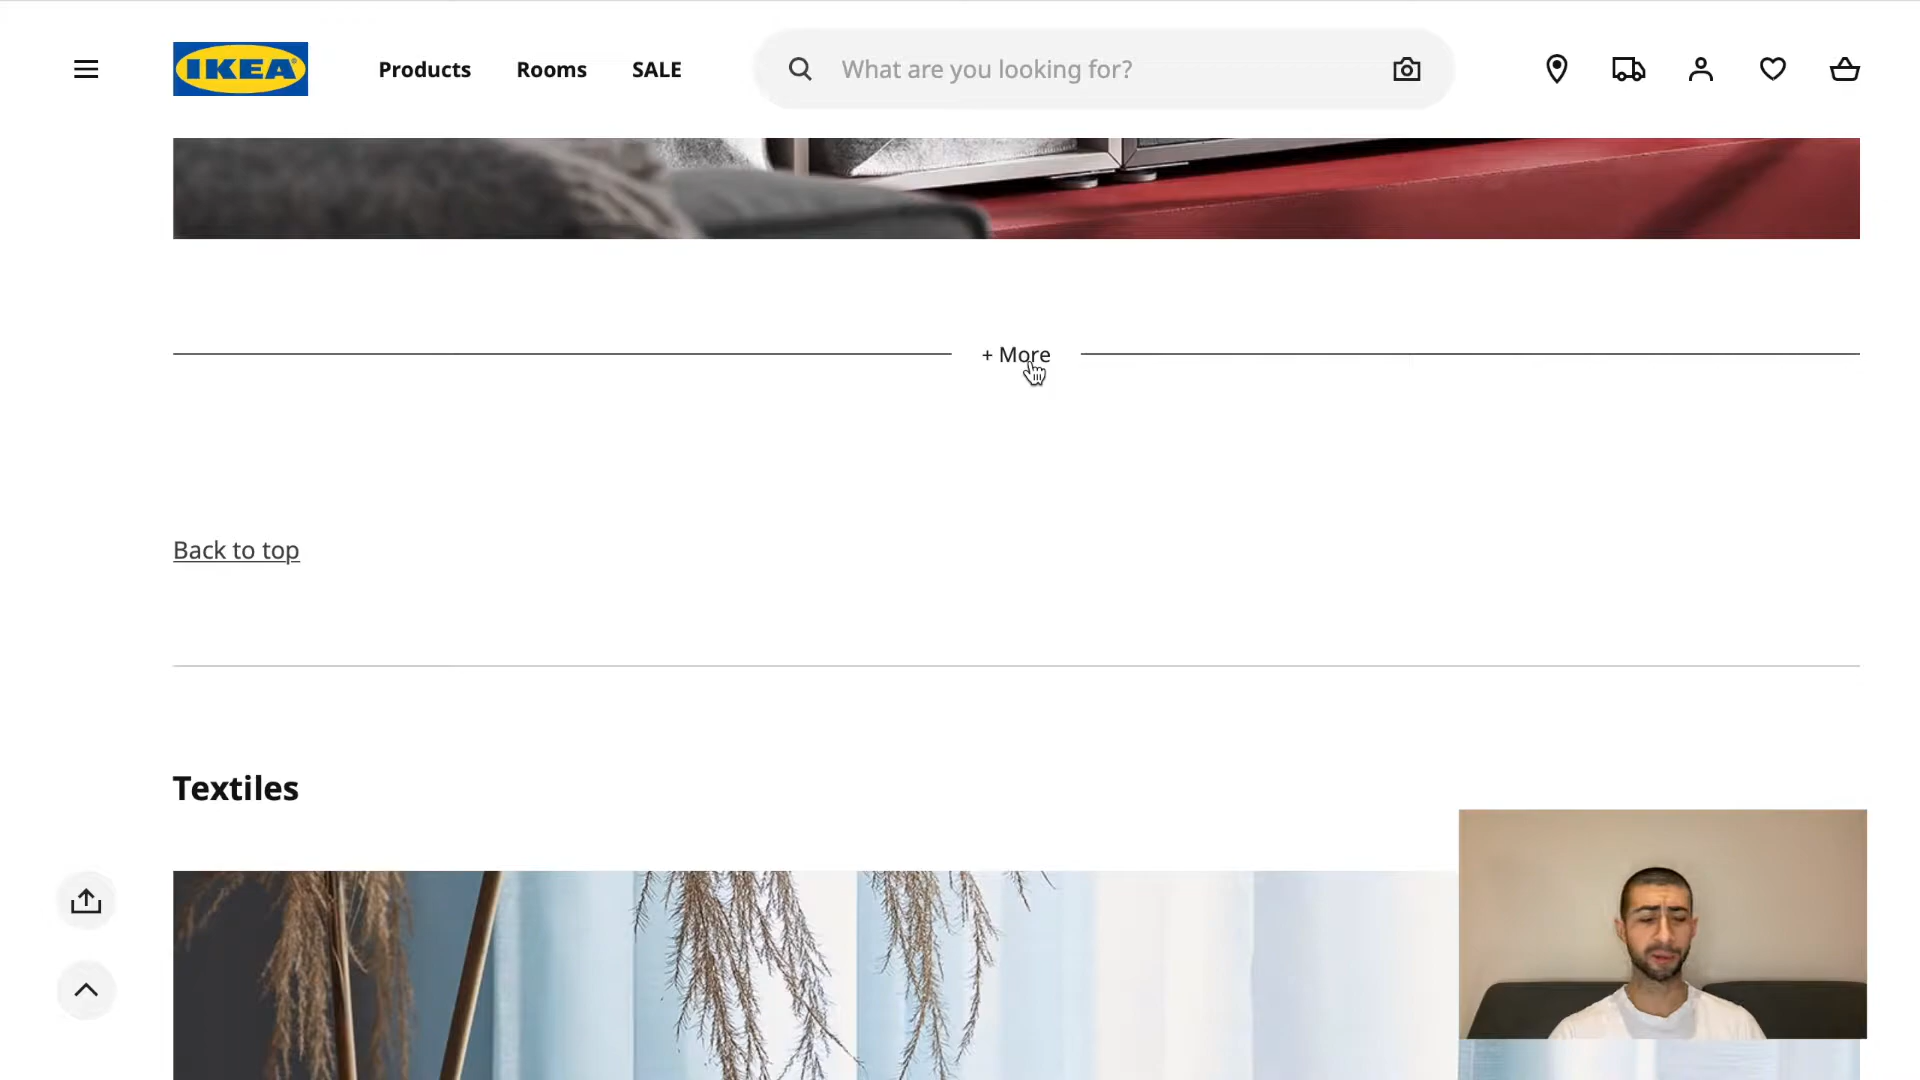 IKEA
Products
Rooms
SALE
What are you looking for?
+ More
Back to top
Textiles